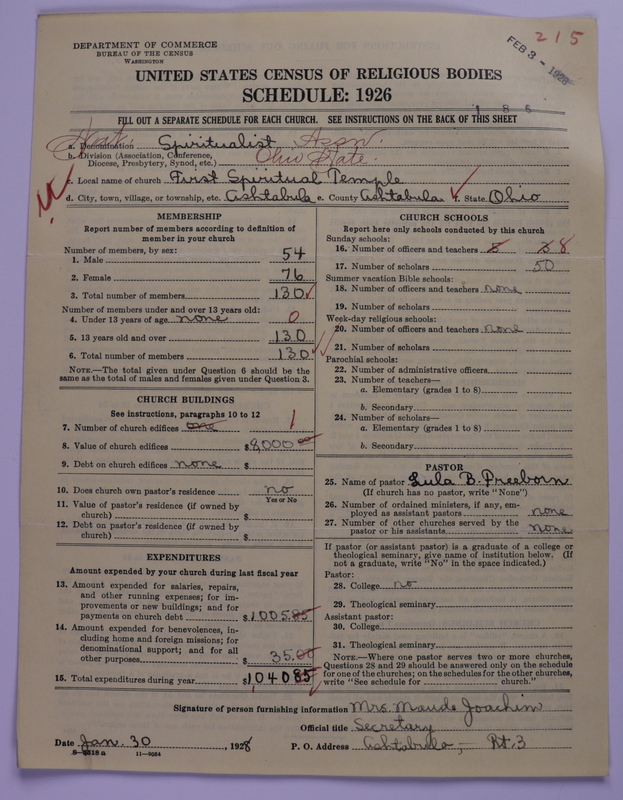 215
FEB 3 - 1928
DEPARTMENT OF COMMERCE
BUREAU OF THE CENSUS
WASHINGTON
UNITED STATES CENSUS OF RELIGIOUS BODIES
SCHEDULE: 1926
1 8 6
FILL OUT A SEPARATE SCHEDULE FOR EACH CHURCH. SEE INSTRUCTIONS ON THE BACK OF THIS SHEET
a. Denomination Spiritualist Assn.
b. Division (Association, Conference, Diocese, Presbytery, Synod, etc.) Ohio State.
c. Local name of church First Spiritual Temple
d. City, town, village, or township, etc. Ashtabula e. County Ashtabula f. State Ohio
MEMBERSHIP
Report number of members according to definition of
member in your church
Number of members, by sex:
1. Male 54
2. Female 76
3. Total number of members 130
Number of members under and over 13 years old:
4. Under 13 years of age none 0
5. 13 years old and over 130
6. Total number of members 130
NOTE.—The total given under Question 6 should be the
same as the total of males and females given under Question 3.
CHURCH BUILDINGS
See instructions, paragraphs 10 to 12
7. Number of church edifices one 1
8. Value of church edifices $8,000 00
9. Debt on church edifices none $
10. Does church own pastor's residence no
Yes or No
11. Value of pastor's residence (if owned by
church) $
12. Debt on pastor's residence (if owned by
church) $
EXPENDITURES
Amount expended by your church during last fiscal year
13. Amount expended for salaries, repairs,
and other running expenses; for im-
provements or new buildings; and for
payments on church debt $1005.85
14. Amount expended for benevolences, in-
cluding home and foreign missions; for
denominational support; and for all
other purposes $35.00
15. Total expenditures during year $104085
CHURCH SCHOOLS
Report here only schools conducted by this church
Sunday schools:
16. Number of officers and teachers 8 8
17. Number of scholars 50
Summer vacation Bible schools:
18. Number of officers and teachers none
19. Number of scholars
Week-day religious schools:
20. Number of officers and teachers none
21. Number of scholars
Parochial schools:
22. Number of administrative officers
23. Number of teachers—
a. Elementary (grades 1 to 8)
b. Secondary
24. Number of scholars—
a. Elementary (grades 1 to 8)
b. Secondary
PASTOR
25. Name of pastor Lula B. Preeborn
(If church has no pastor, write "None")
26. Number of ordained ministers, if any, em-
ployed as assistant pastors none
27. Number of other churches served by the
pastor or his assistants none
If pastor (or assistant pastor) is a graduate of a college or
theological seminary, give name of institution below. (If
not a graduate, write "No" in the space indicated.)
Pastor:
28. College no
29. Theological seminary
Assistant pastor:
30. College
31. Theological seminary
NOTE.—Where one pastor serves two or more churches,
Questions 28 and 29 should be answered only on the schedule
for one of the churches; on the schedules for the other churches,
write "See schedule for church."
Signature of person furnishing information Mrs. Maude Joachim
Official title Secretary
Date Jan. 30, 1928 P. O. Address Ashtabula, Rt. 3
8-5518 a 11-9054